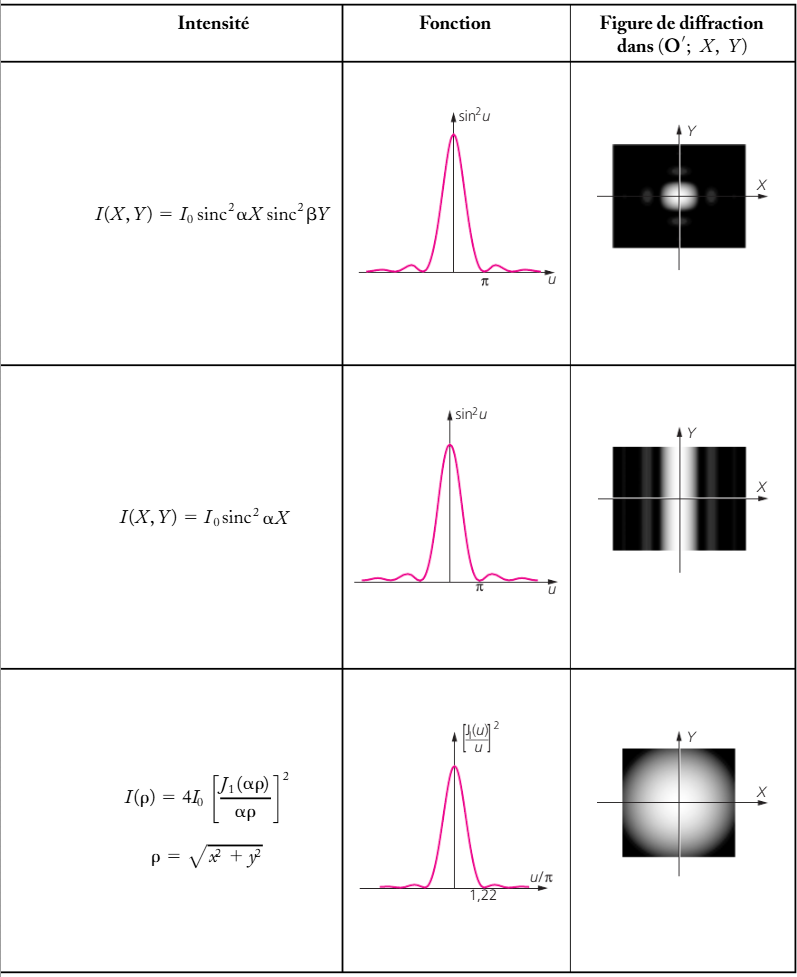 Intensité
Fonction
Figure de diffraction
dans (O′; X, Y)
I(X, Y) = I₀ sinc² αX sinc² βY
sin²u
π
u
Y
X
I(X, Y) = I₀ sinc² αX
sin²u
π
u
Y
X
I(ρ) = 4I₀ [J₁(αρ) / αρ]²
ρ = √(x² + y²)
[J₁(u) / u]²
u/π
1,22
Y
X